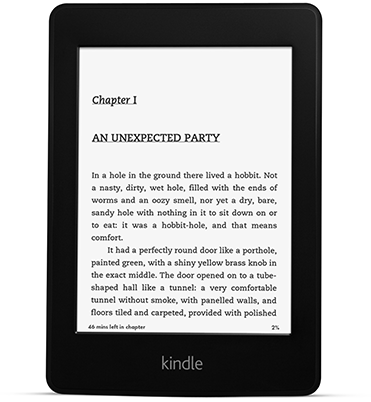 Chapter I
AN UNEXPECTED PARTY
In a hole in the ground there lived a hobbit. Not
a nasty, dirty, wet hole, filled with the ends of
worms and an oozy smell, nor yet a dry, bare,
sandy hole with nothing in it to sit down on or
to eat: it was a hobbit-hole, and that means
comfort.
It had a perfectly round door like a porthole,
painted green, with a shiny yellow brass knob in
the exact middle. The door opened on to a tube-
shaped hall like a tunnel: a very comfortable
tunnel without smoke, with panelled walls, and
floors tiled and carpeted, provided with polished
46 mins left in chapter 2%
kindle